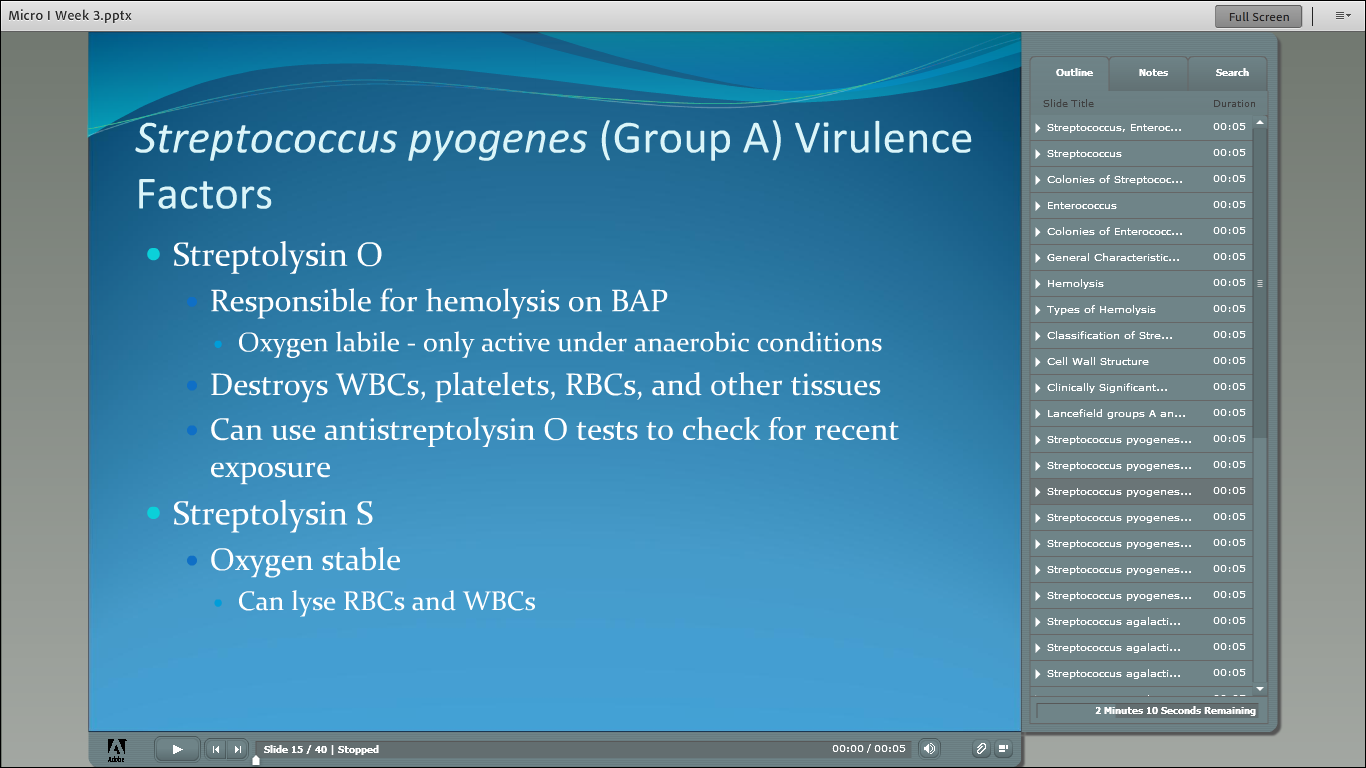 Micro I Week 3.pptx
Full Screen
Streptococcus pyogenes (Group A) Virulence
Factors
Streptolysin O
Responsible for hemolysis on BAP
Oxygen labile - only active under anaerobic conditions
Destroys WBCs, platelets, RBCs, and other tissues
Can use antistreptolysin O tests to check for recent
exposure
Streptolysin S
Oxygen stable
Can lyse RBCs and WBCs
Outline Notes Search
Slide Title Duration
Streptococcus, Enteroc... 00:05
Streptococcus 00:05
Colonies of Streptococ... 00:05
Enterococcus 00:05
Colonies of Enterococc... 00:05
General Characteristic... 00:05
Hemolysis 00:05
Types of Hemolysis 00:05
Classification of Stre... 00:05
Cell Wall Structure 00:05
Clinically Significant... 00:05
Lancefield groups A an... 00:05
Streptococcus pyogenes... 00:05
Streptococcus pyogenes... 00:05
Streptococcus pyogenes... 00:05
Streptococcus pyogenes... 00:05
Streptococcus pyogenes... 00:05
Streptococcus pyogenes... 00:05
Streptococcus pyogenes... 00:05
Streptococcus agalacti... 00:05
Streptococcus agalacti... 00:05
Streptococcus agalacti... 00:05
2 Minutes 10 Seconds Remaining
Adobe
Slide 15 / 40 | Stopped
00:00 / 00:05